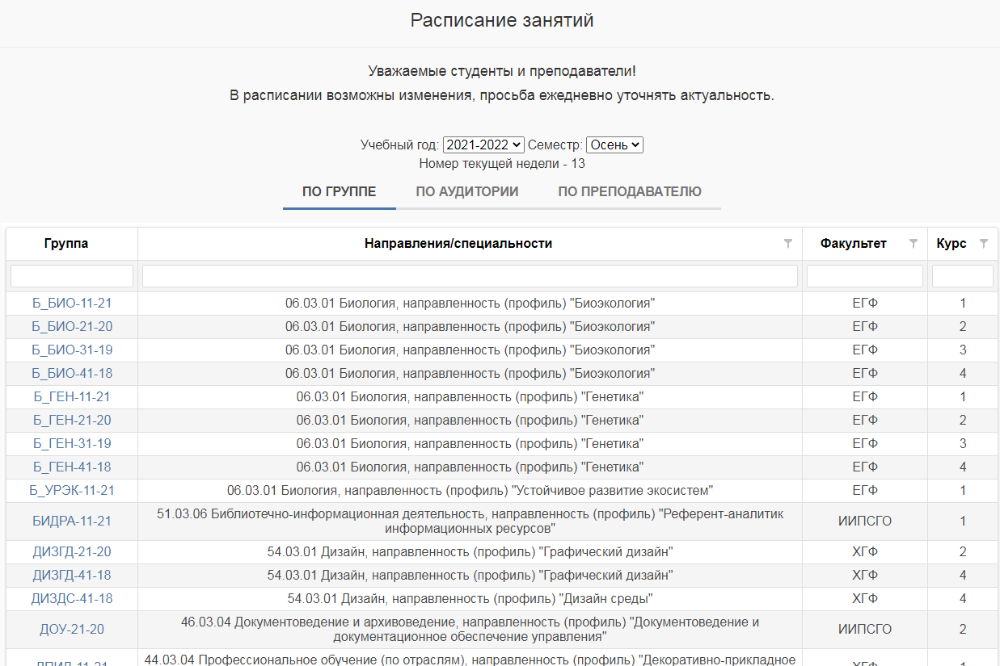 Расписание занятий
Уважаемые студенты и преподаватели!
В расписании возможны изменения, просьба ежедневно уточнять актуальность.
Учебный год: 2021-2022 Семестр: Осень
Номер текущей недели - 13
ПО ГРУППЕ ПО АУДИТОРИИ ПО ПРЕПОДАВАТЕЛЮ
Группа Направления/специальности Факультет Курс
Б_БИО-11-21 06.03.01 Биология, направленность (профиль) "Биоэкология" ЕГФ 1
Б_БИО-21-20 06.03.01 Биология, направленность (профиль) "Биоэкология" ЕГФ 2
Б_БИО-31-19 06.03.01 Биология, направленность (профиль) "Биоэкология" ЕГФ 3
Б_БИО-41-18 06.03.01 Биология, направленность (профиль) "Биоэкология" ЕГФ 4
Б_ГЕН-11-21 06.03.01 Биология, направленность (профиль) "Генетика" ЕГФ 1
Б_ГЕН-21-20 06.03.01 Биология, направленность (профиль) "Генетика" ЕГФ 2
Б_ГЕН-31-19 06.03.01 Биология, направленность (профиль) "Генетика" ЕГФ 3
Б_ГЕН-41-18 06.03.01 Биология, направленность (профиль) "Генетика" ЕГФ 4
Б_УРЭК-11-21 06.03.01 Биология, направленность (профиль) "Устойчивое развитие экосистем" ЕГФ 1
БИДРА-11-21 51.03.06 Библиотечно-информационная деятельность, направленность (профиль) "Референт-аналитик
информационных ресурсов" ИИПСГО 1
ДИЗГД-21-20 54.03.01 Дизайн, направленность (профиль) "Графический дизайн" ХГФ 2
ДИЗГД-41-18 54.03.01 Дизайн, направленность (профиль) "Графический дизайн" ХГФ 4
ДИЗДС-41-18 54.03.01 Дизайн, направленность (профиль) "Дизайн среды" ХГФ 4
ДОУ-21-20 46.03.04 Документоведение и архивоведение, направленность (профиль) "Документоведение и
документационное обеспечение управления" ИИПСГО 2
44.03.04 Профессиональное обучение (по отраслям), направленность (профиль) "Декоративно-прикладное
ХГФ 1